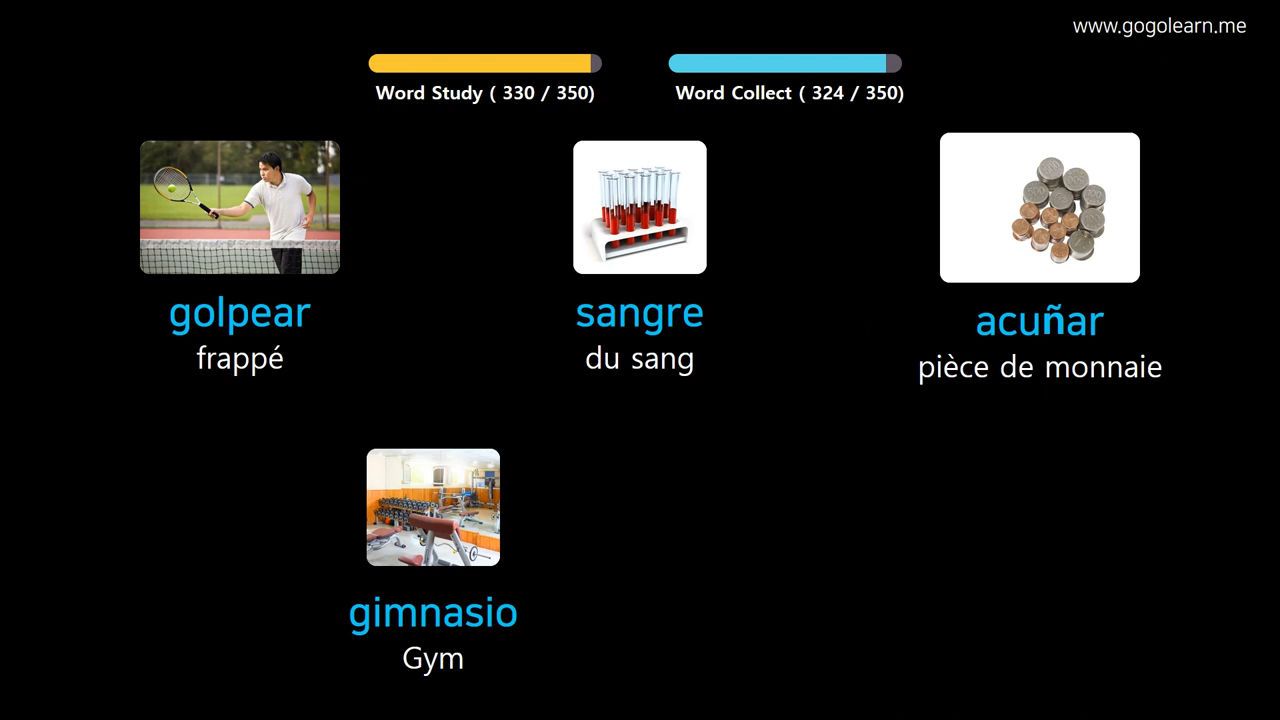 www.gogolearn.me
Word Study ( 330 / 350)
Word Collect ( 324 / 350)
golpear
frappé
sangre
du sang
acuñar
pièce de monnaie
gimnasio
Gym